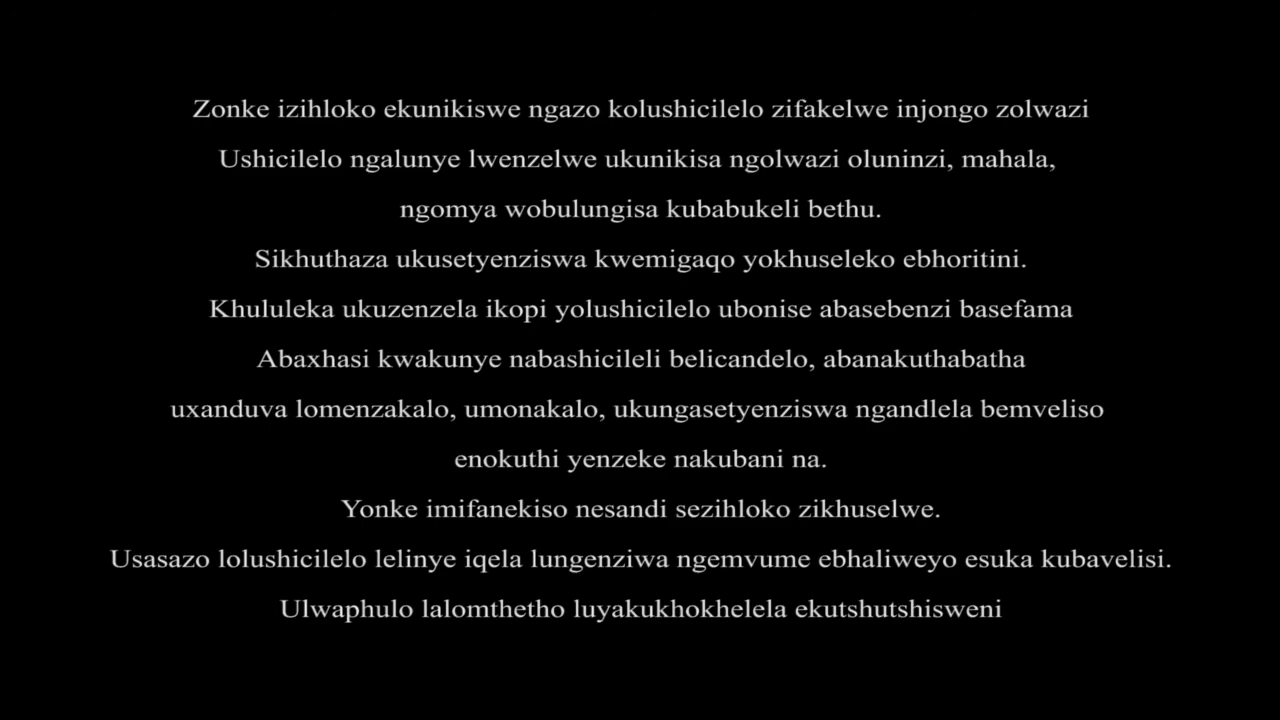 Zonke izihloko ekunikiswe ngazo kolushicilelo zifakelwe injongo zolwazi
Ushicilelo ngalunye lwenzelwe ukunikisa ngolwazi oluninzi, mahala,
ngomya wobulungisa kubabukeli bethu.
Sikhuthaza ukusetyenziswa kwemigaqo yokhuseleko ebhoritini.
Khululeka ukuzenzela ikopi yolushicilelo ubonise abasebenzi basefama
Abaxhasi kwakunye nabashicileli belicandelo, abanakuthabatha
uxanduva lomenzakalo, umonakalo, ukungasetyenziswa ngandlela bemveliso
enokuthi yenzeke nakubani na.
Yonke imifanekiso nesandi sezihloko zikhuselwe.
Usasazo lolushicilelo lelinye iqela lungenziwa ngemvume ebhaliweyo esuka kubavelisi.
Ulwaphulo lalomthetho luyakukhokhelela ekutshutshisweni